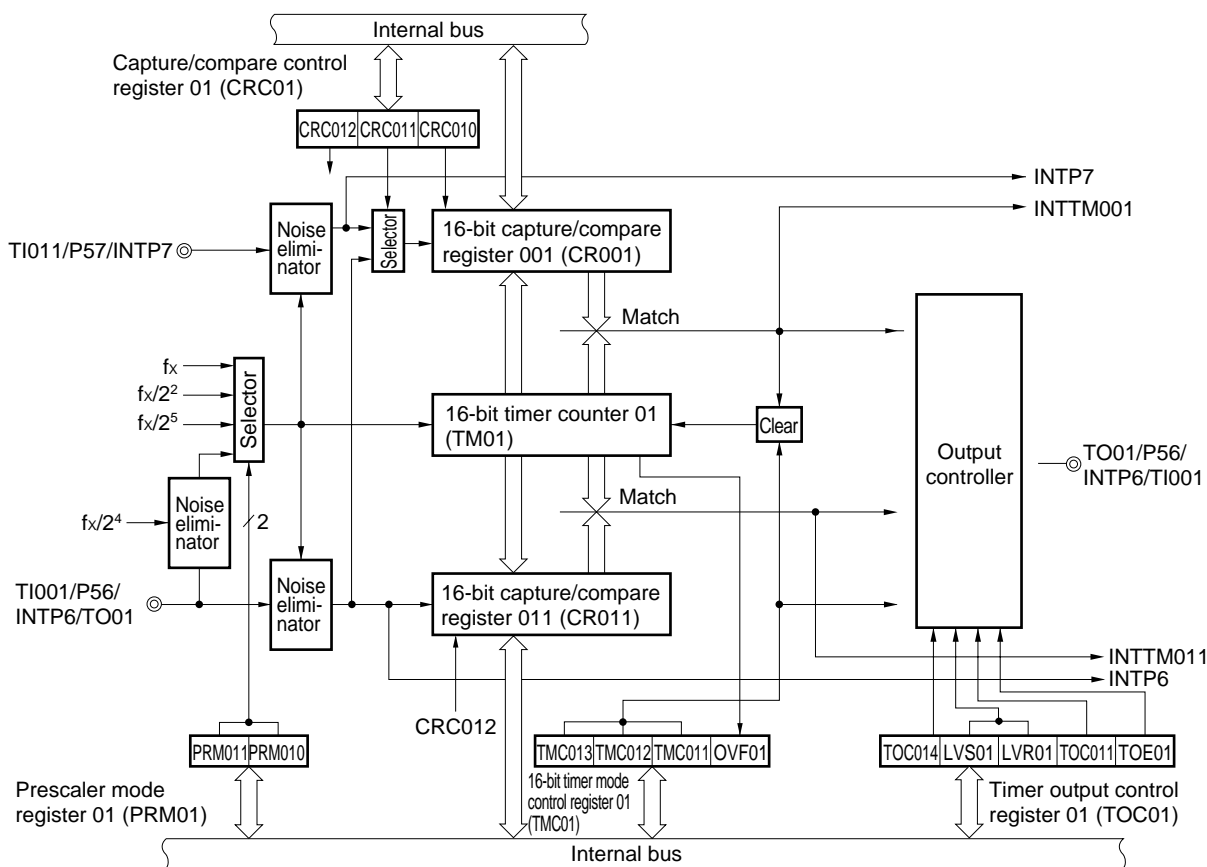 Internal bus
Capture/compare control
register 01 (CRC01)
CRC012 CRC011 CRC010
INTP7
INTTM001
TI011/P57/INTP7
Noise
elimi-
nator
Selector
16-bit capture/compare
register 001 (CR001)
Match
fx
fx/2²
fx/2⁵
Selector
16-bit timer counter 01
(TM01)
Clear
Output
controller
TO01/P56/
INTP6/TI001
fx/2⁴
Noise
elimi-
nator
2
Match
TI001/P56/
INTP6/TO01
Noise
elimi-
nator
16-bit capture/compare
register 011 (CR011)
INTTM011
INTP6
CRC012
PRM011 PRM010
TMC013 TMC012 TMC011 OVF01
TOC014 LVS01 LVR01 TOC011 TOE01
Prescaler mode
register 01 (PRM01)
16-bit timer mode
control register 01
(TMC01)
Timer output control
register 01 (TOC01)
Internal bus